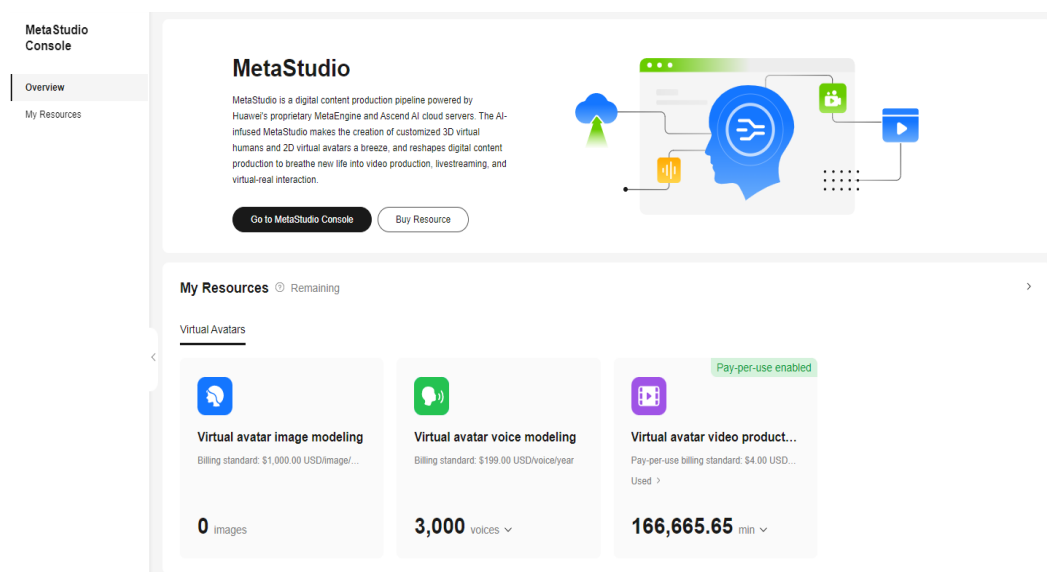 MetaStudio
Console
Overview
My Resources
MetaStudio
MetaStudio is a digital content production pipeline powered by
Huawei's proprietary MetaEngine and Ascend AI cloud servers. The AI-
infused MetaStudio makes the creation of customized 3D virtual
humans and 2D virtual avatars a breeze, and reshapes digital content
production to breathe new life into video production, livestreaming, and
virtual-real interaction.
Go to MetaStudio Console
Buy Resource
My Resources ? Remaining
Virtual Avatars
Virtual avatar image modeling
Billing standard: $1,000.00 USD/image/...
0 images
Virtual avatar voice modeling
Billing standard: $199.00 USD/voice/year
3,000 voices
Pay-per-use enabled
Virtual avatar video product...
Pay-per-use billing standard: $4.00 USD...
Used >
166,665.65 min